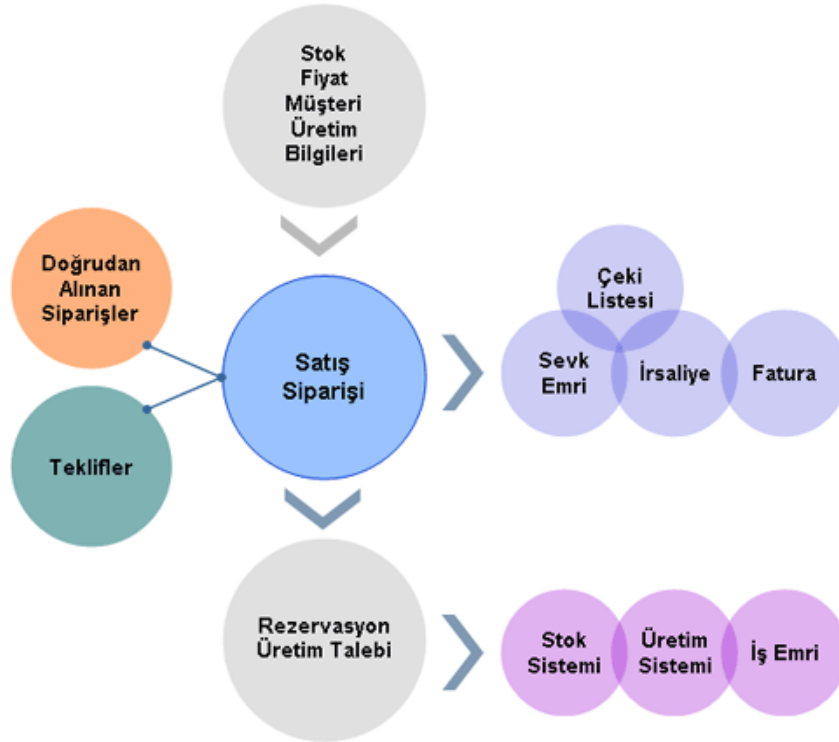 Stok
Fiyat
Müşteri
Üretim
Bilgileri
Doğrudan
Alınan
Siparişler
Teklifler
Satış
Siparişi
Çeki
Listesi
Sevk
Emri
İrsaliye
Fatura
Rezervasyon
Üretim Talebi
Stok
Sistemi
Üretim
Sistemi
İş Emri